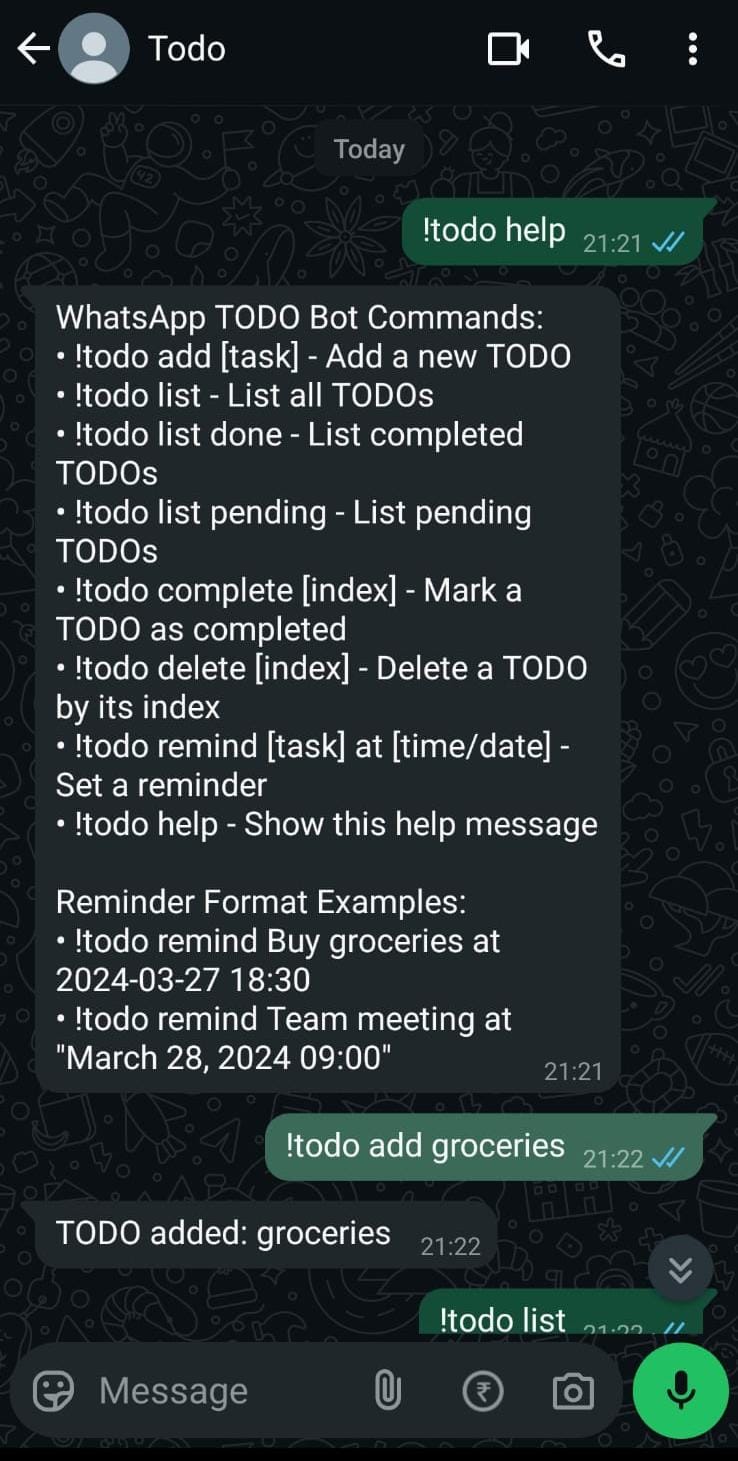 Todo
Today
!todo help 21:21
WhatsApp TODO Bot Commands:
• !todo add [task] - Add a new TODO
• !todo list - List all TODOs
• !todo list done - List completed
TODOs
• !todo list pending - List pending
TODOs
• !todo complete [index] - Mark a
TODO as completed
• !todo delete [index] - Delete a TODO
by its index
• !todo remind [task] at [time/date] -
Set a reminder
• !todo help - Show this help message
Reminder Format Examples:
• !todo remind Buy groceries at
2024-03-27 18:30
• !todo remind Team meeting at
"March 28, 2024 09:00"
21:21
!todo add groceries 21:22
TODO added: groceries 21:22
!todo list
Message